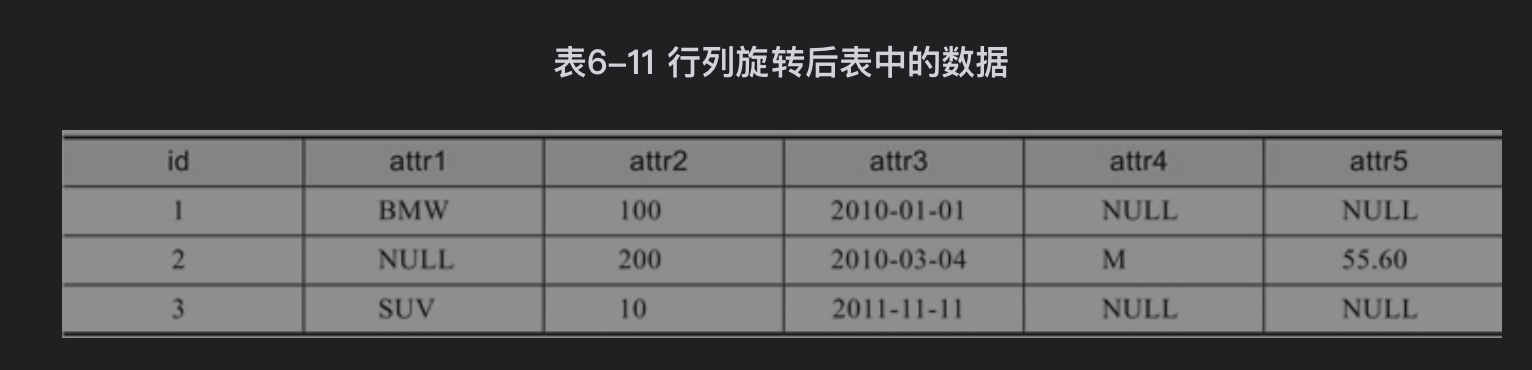 表6-11 行列旋转后表中的数据
id attr1 attr2 attr3 attr4 attr5
1 BMW 100 2010-01-01 NULL NULL
2 NULL 200 2010-03-04 M 55.60
3 SUV 10 2011-11-11 NULL NULL